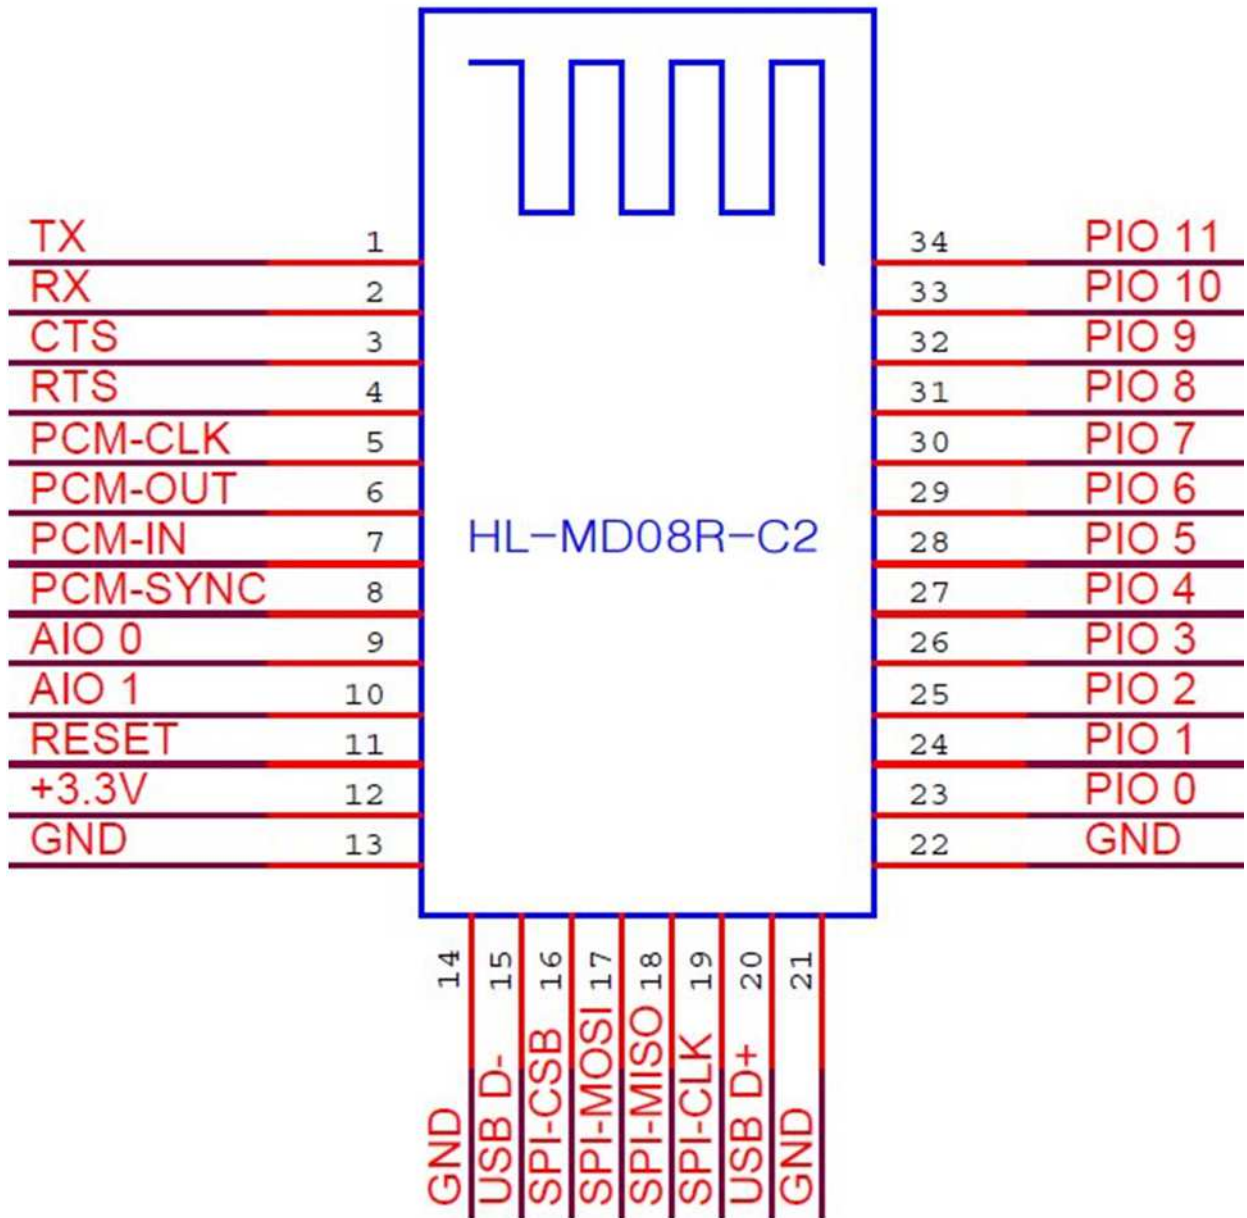 TX 1 34 PIO 11
RX 2 33 PIO 10
CTS 3 32 PIO 9
RTS 4 31 PIO 8
PCM-CLK 5 30 PIO 7
PCM-OUT 6 29 PIO 6
PCM-IN 7 HL-MD08R-C2 28 PIO 5
PCM-SYNC 8 27 PIO 4
AIO 0 9 26 PIO 3
AIO 1 10 25 PIO 2
RESET 11 24 PIO 1
+3.3V 12 23 PIO 0
GND 13 22 GND
14 GND
15 USB D-
16 SPI-CSB
17 SPI-MOSI
18 SPI-MISO
19 SPI-CLK
20 USB D+
21 GND